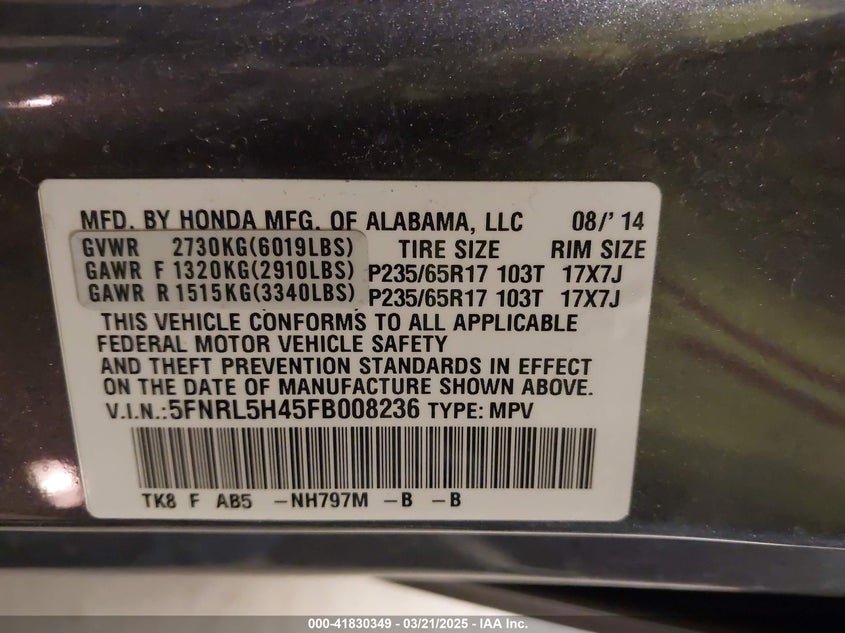 MFD. BY HONDA MFG. OF ALABAMA, LLC 08/' 14
GVWR 2730KG(6019LBS) TIRE SIZE RIM SIZE
GAWR F 1320KG(2910LBS) P235/65R17 103T 17X7J
GAWR R 1515KG(3340LBS) P235/65R17 103T 17X7J
THIS VEHICLE CONFORMS TO ALL APPLICABLE
FEDERAL MOTOR VEHICLE SAFETY
AND THEFT PREVENTION STANDARDS IN EFFECT
ON THE DATE OF MANUFACTURE SHOWN ABOVE.
V.I.N.:5FNRL5H45FB008236 TYPE: MPV
TK8 F AB5 -NH797M -B -B
000-41830349 - 03/21/2025 - ©IAA Inc.